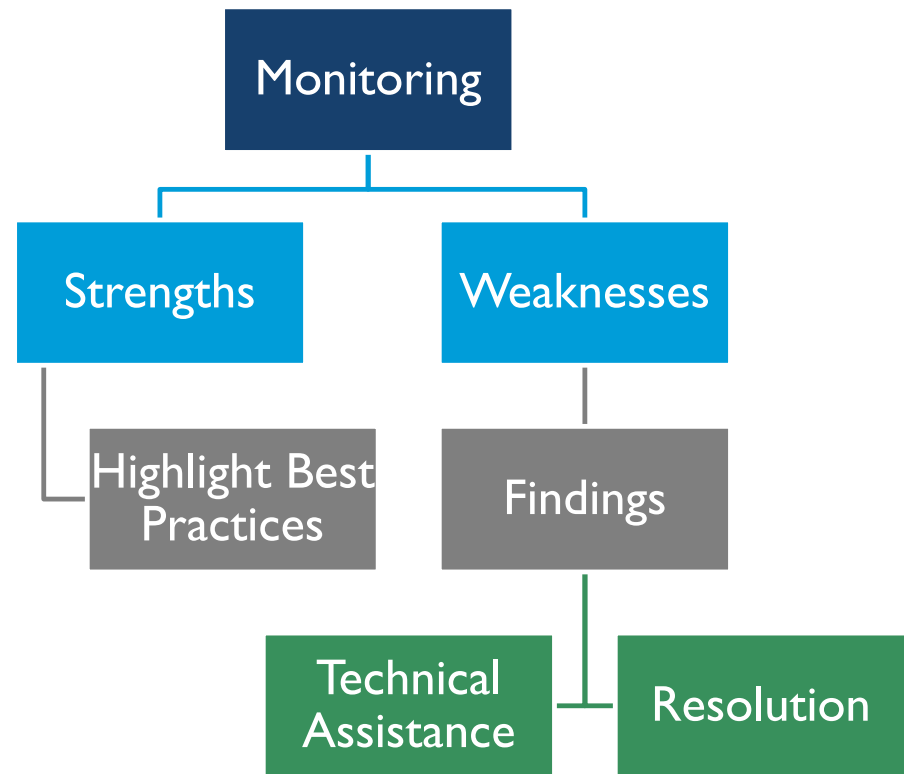 Monitoring
Strengths
Weaknesses
Highlight Best
Practices
Findings
Technical
Assistance
Resolution